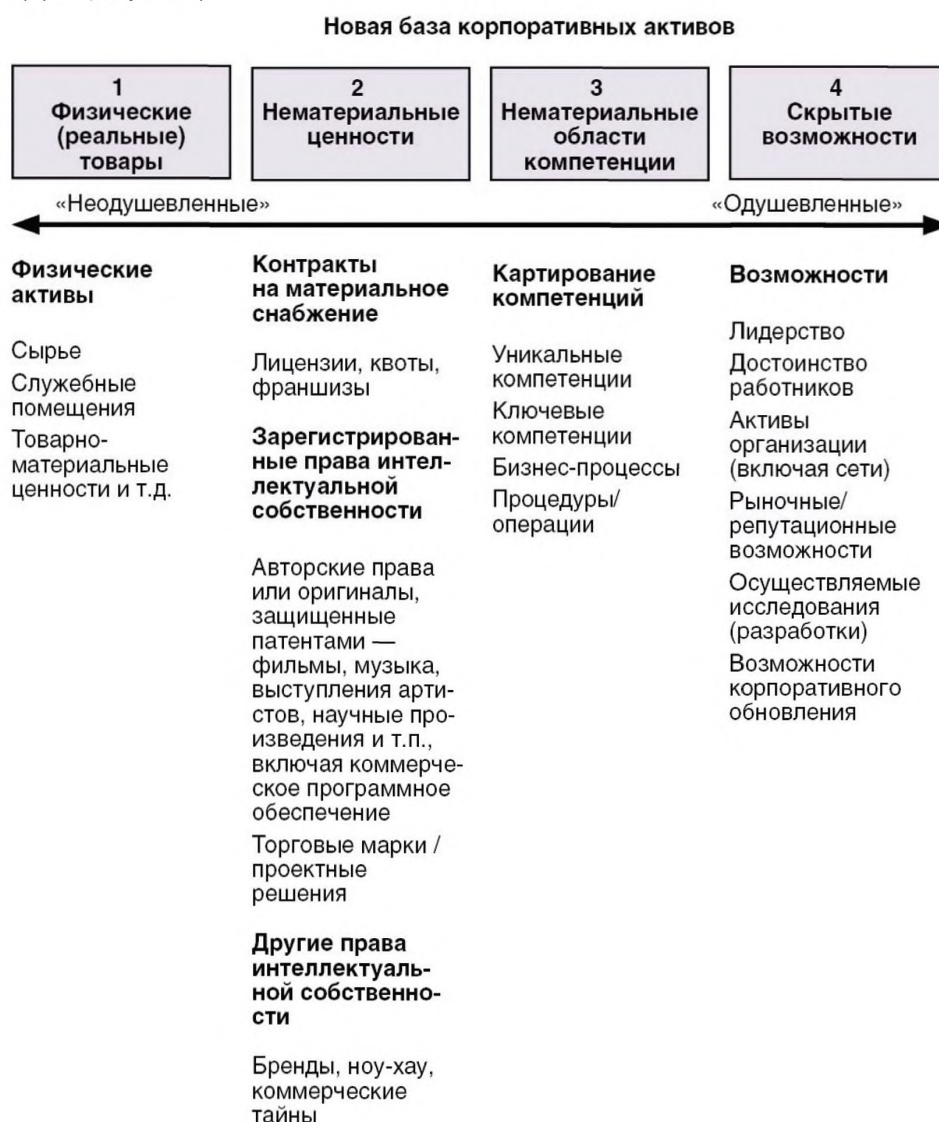 Новая база корпоративных активов
1
Физические
(реальные)
товары
2
Нематериальные
ценности
3
Нематериальные
области
компетенции
4
Скрытые
возможности
«Неодушевленные»
«Одушевленные»
Физические
активы
Сырье
Служебные
помещения
Товарно-
материальные
ценности и т.д.
Контракты
на материальное
снабжение
Лицензии, квоты,
франшизы
Зарегистрирован-
ные права интел-
лектуальной
собственности
Авторские права
или оригиналы,
защищенные
патентами —
фильмы, музыка,
выступления арти-
стов, научные про-
изведения и т.п.,
включая коммерче-
ское программное
обеспечение
Торговые марки /
проектные
решения
Другие права
интеллектуаль-
ной собственно-
сти
Бренды, ноу-хау,
коммерческие
тайны
Картирование
компетенций
Уникальные
компетенции
Ключевые
компетенции
Бизнес-процессы
Процедуры/
операции
Возможности
Лидерство
Достоинство
работников
Активы
организации
(включая сети)
Рыночные/
репутационные
возможности
Осуществляемые
исследования
(разработки)
Возможности
корпоративного
обновления